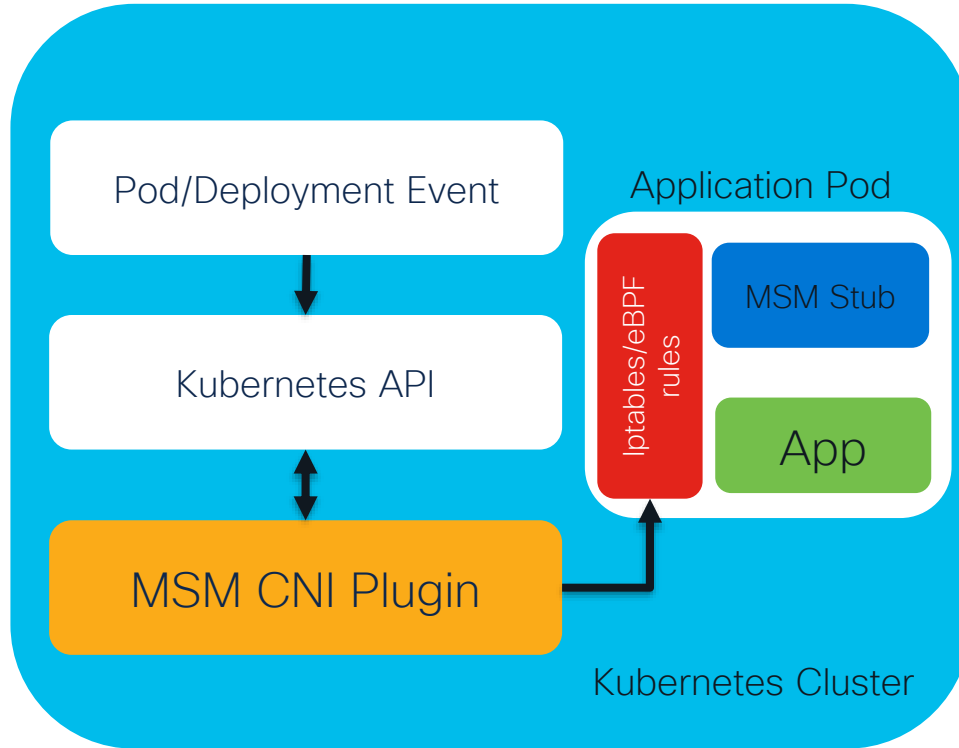 Pod/Deployment Event
Application Pod
Iptables/eBPF
rules
MSM Stub
Kubernetes API
App
MSM CNI Plugin
Kubernetes Cluster